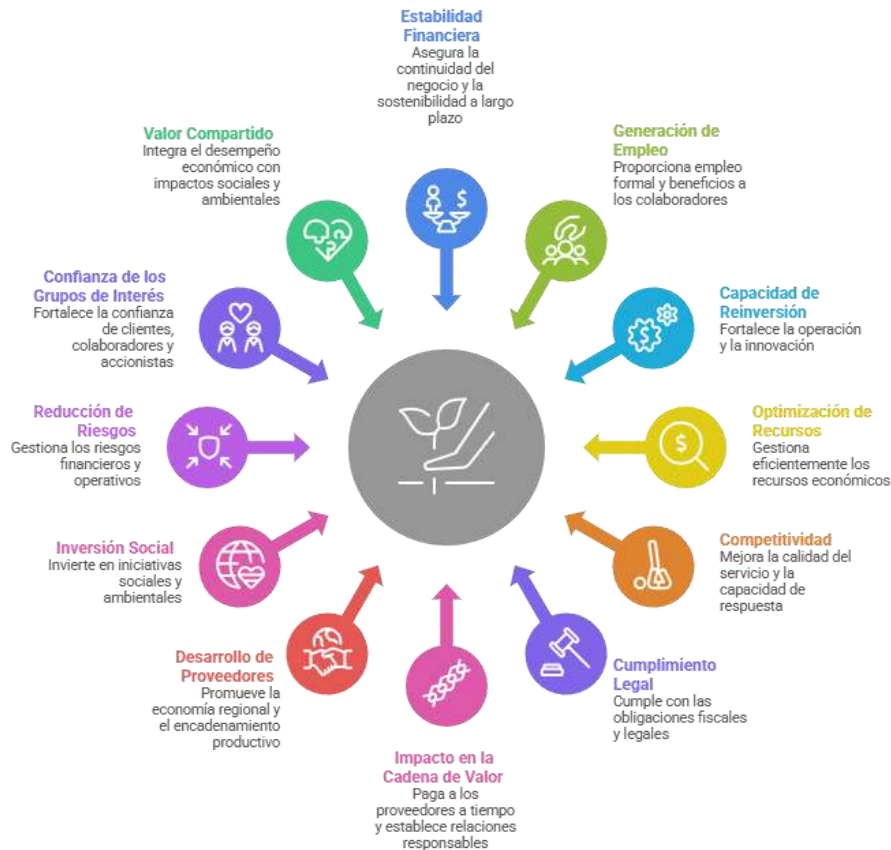 Estabilidad
Financiera
Asegura la
continuidad del
negocio y la
sostenibilidad a largo
plazo
Generación de
Empleo
Proporciona empleo
formal y beneficios a
los colaboradores
Capacidad de
Reinversión
Fortalece la operación
y la innovación
Optimización de
Recursos
Gestiona
eficientemente los
recursos económicos
Competitividad
Mejora la calidad del
servicio y la
capacidad de
respuesta
Cumplimiento
Legal
Cumple con las
obligaciones fiscales
y legales
Impacto en la
Cadena de Valor
Paga a los
proveedores a tiempo
y establece relaciones
responsables
Desarrollo de
Proveedores
Promueve la
economía regional y
el encadenamiento
productivo
Inversión Social
Invierte en iniciativas
sociales y
ambientales
Reducción de
Riesgos
Gestiona los riesgos
financieros y
operativos
Confianza de los
Grupos de Interés
Fortalece la confianza
de clientes,
colaboradores y
accionistas
Valor Compartido
Integra el desempeño
económico con
impactos sociales y
ambientales